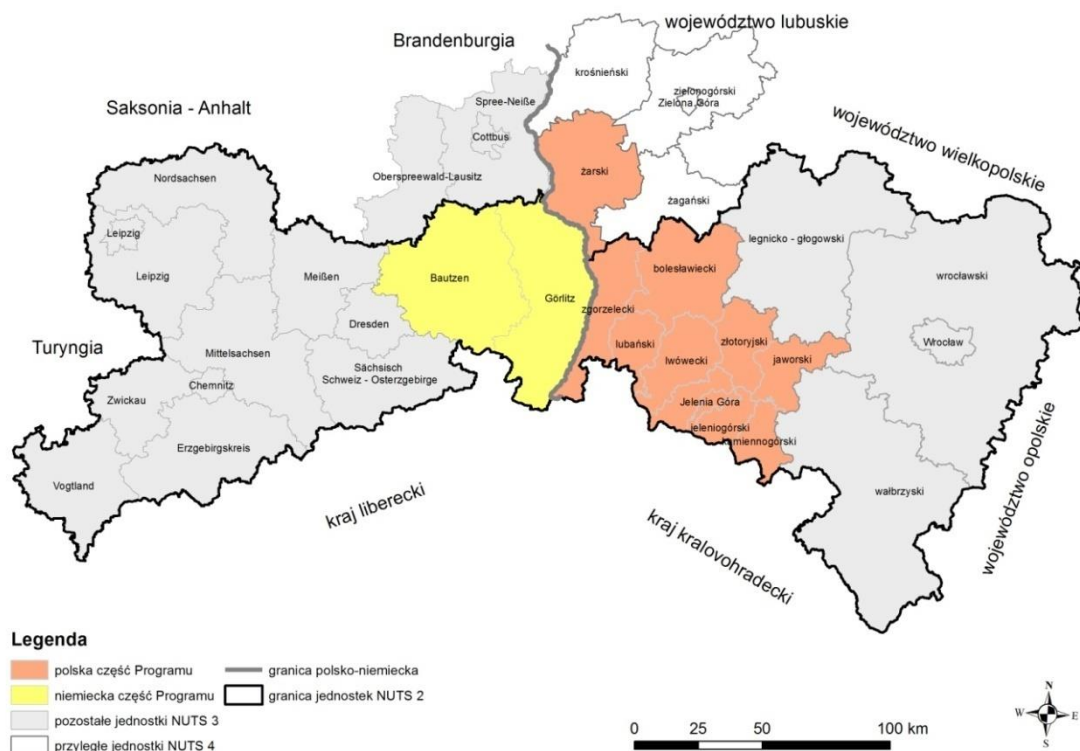 województwo lubuskie
Brandenburgia
krośnieński
zielonogórski
Zielona Góra
Spree-Neiße
Saksonia - Anhalt
Cottbus
województwo wielkopolskie
Nordsachsen
Oberspreewald-Lausitz
żarski
żagański
Leipzig
legnicko - głogowski
Meißen
Bautzen
bolesławiecki
wrocławski
Leipzig
Görlitz
zgorzelecki
Dresden
lubański
złotoryjski
Wrocław
Turyngia
Mittelsachsen
lwówecki
jaworski
Sächsisch
Schweiz - Osterzgebirge
Chemnitz
Zwickau
Jelenia Góra
jeleniogórski
kamiennogórski
Erzgebirgskreis
Vogtland
wałbrzyski
województwo opolskie
kraj liberecki
kraj kralovohradecki
Legenda
polska część Programu
granica polsko-niemiecka
niemiecka część Programu
granica jednostek NUTS 2
pozostałe jednostki NUTS 3
przyległe jednostki NUTS 4
0 25 50 100 km
N
W E
S